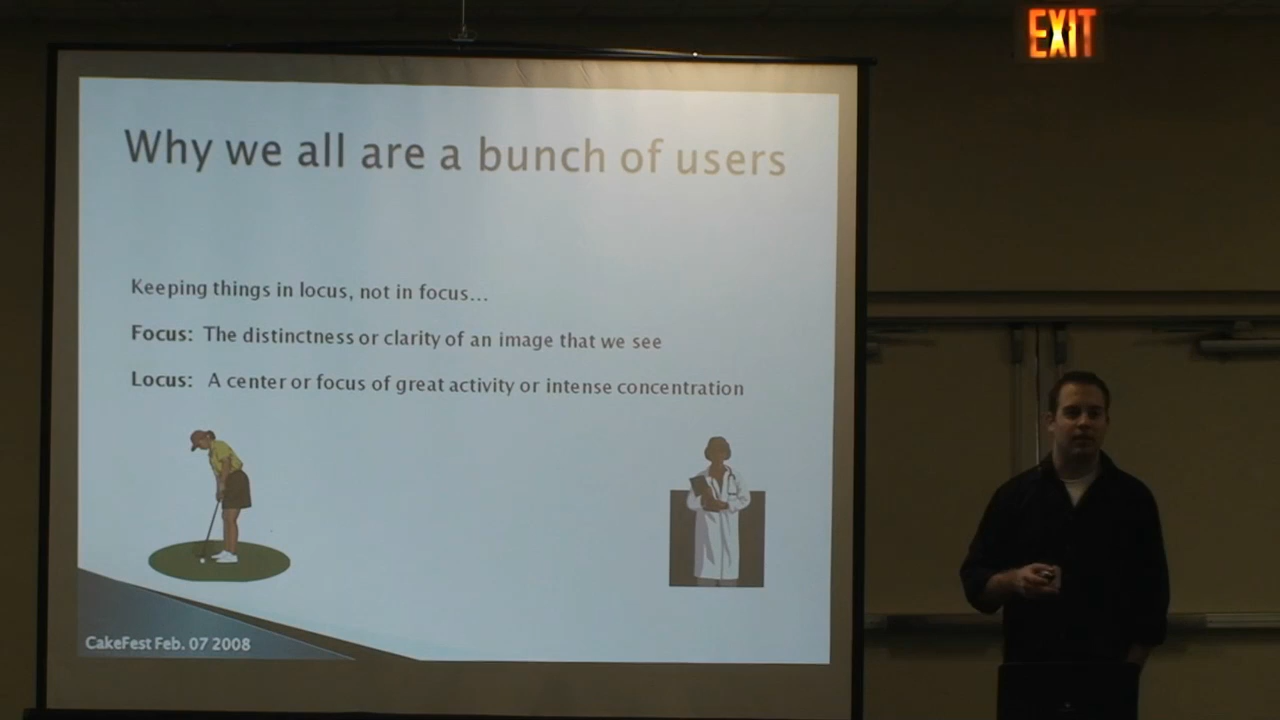 EXIT
Why we all are a bunch of users
Keeping things in locus, not in focus...
Focus: The distinctness or clarity of an image that we see
Locus: A center or focus of great activity or intense concentration
CakeFest Feb. 07 2008